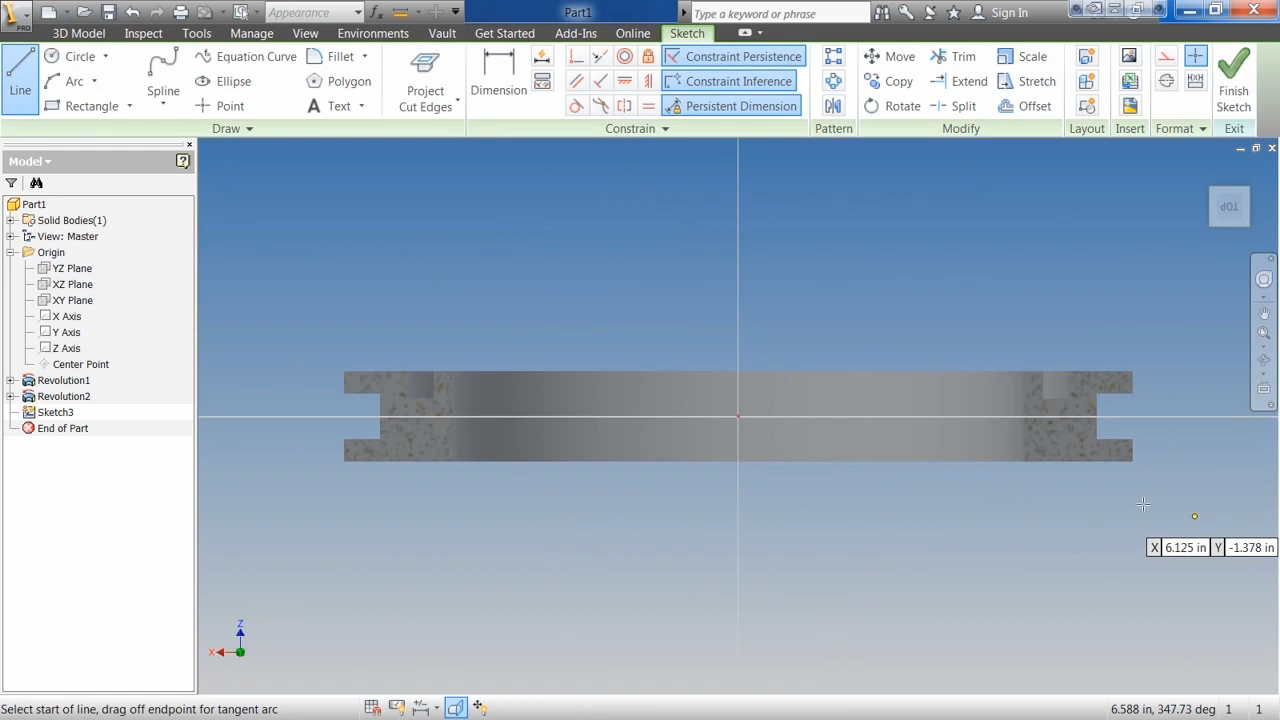 PRO
Appearance
Part1
Type a keyword or phrase
Sign In
3D Model
Inspect
Tools
Manage
View
Environments
Vault
Get Started
Add-Ins
Online
Sketch
Line
Circle
Arc
Rectangle
Spline
Equation Curve
Ellipse
Point
Fillet
Polygon
Text
Project
Cut Edges
Dimension
Constraint Persistence
Constraint Inference
Persistent Dimension
Move
Copy
Rotate
Trim
Extend
Split
Scale
Stretch
Offset
Finish
Sketch
Draw
Constrain
Pattern
Modify
Layout
Insert
Format
Exit
Model
Part1
Solid Bodies(1)
View: Master
Origin
YZ Plane
XZ Plane
XY Plane
X Axis
Y Axis
Z Axis
Center Point
Revolution1
Revolution2
Sketch3
End of Part
TOP
X 6.125 in Y -1.378 in
Z
X
Select start of line, drag off endpoint for tangent arc
6.588 in, 347.73 deg 1 1